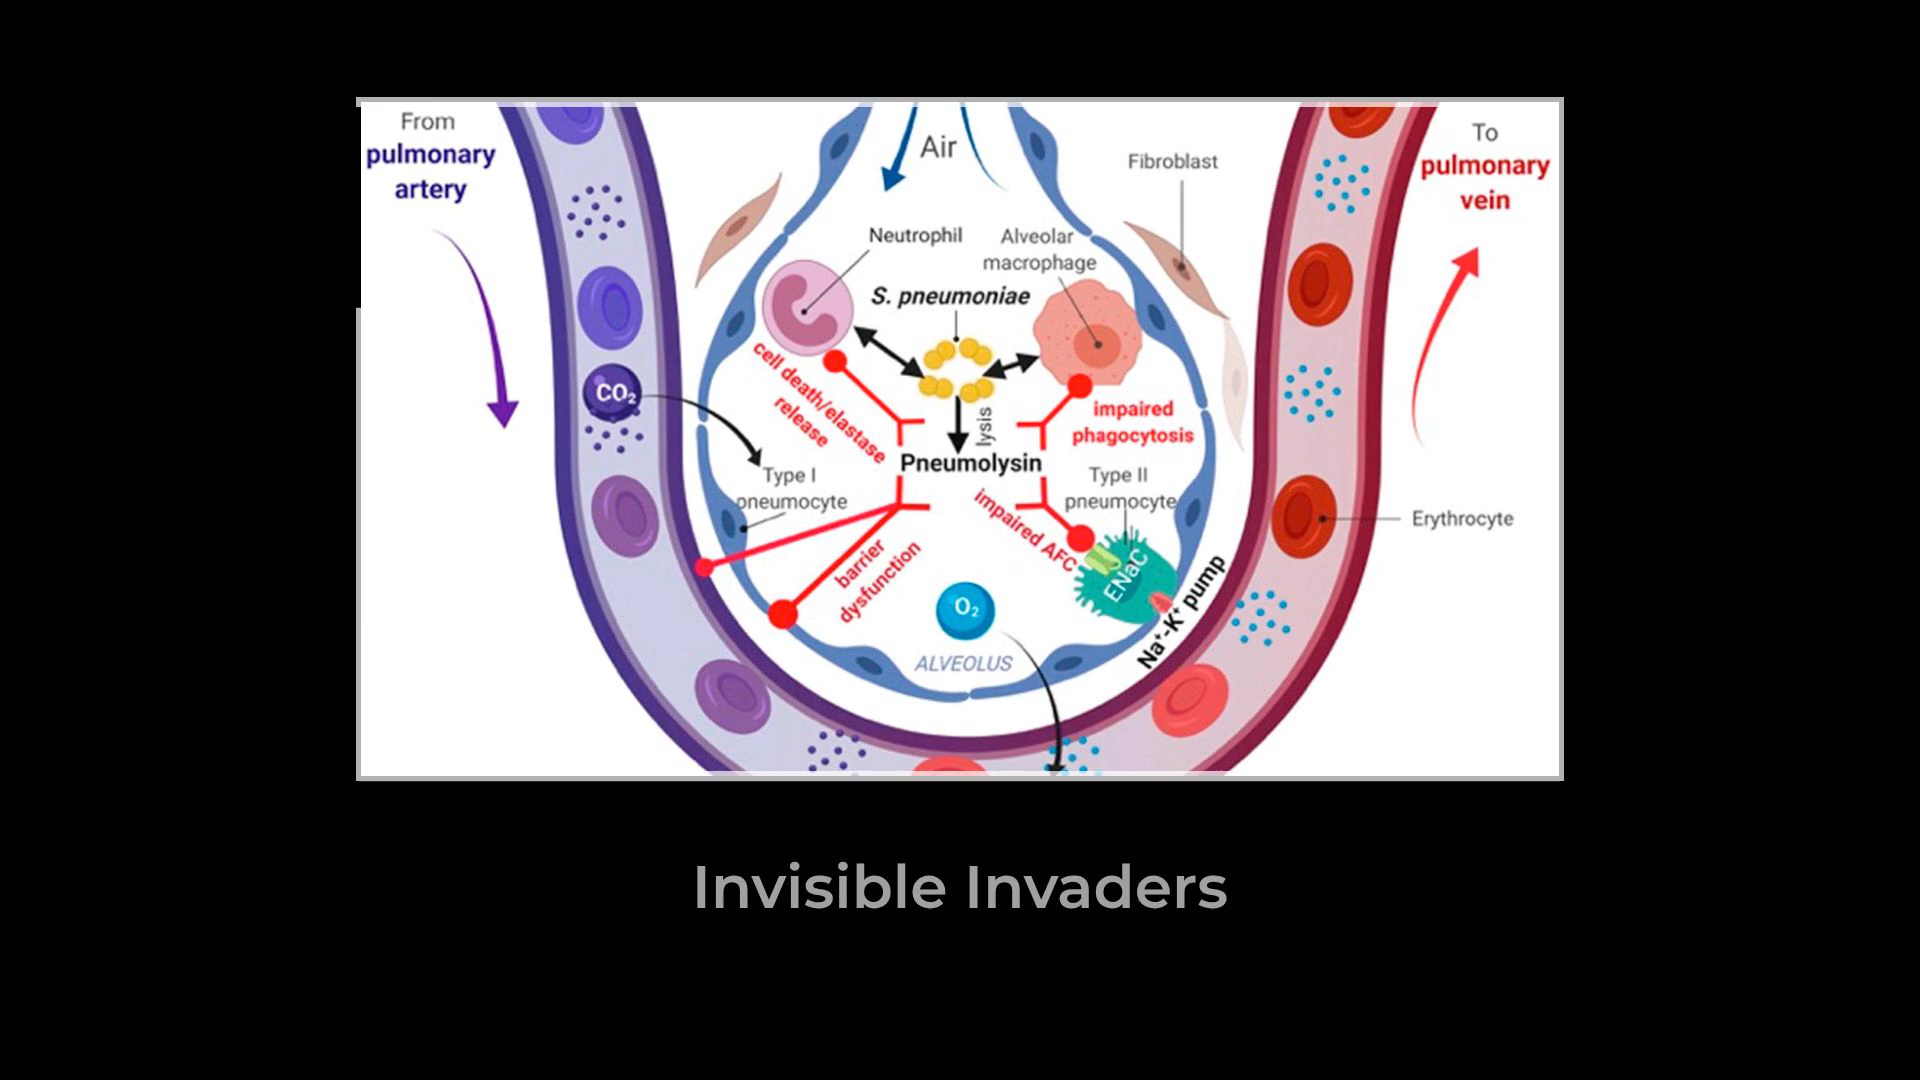 From
pulmonary
artery
Air
To
pulmonary
vein
Fibroblast
Neutrophil
Alveolar
macrophage
S. pneumoniae
CO₂
cell death/elastase
release
lysis
impaired
phagocytosis
Pneumolysin
Type I
pneumocyte
Type II
pneumocyte
impaired AFC
barrier
dysfunction
ENaC
Na⁺-K⁺ pump
Erythrocyte
O₂
ALVEOLUS
Invisible Invaders